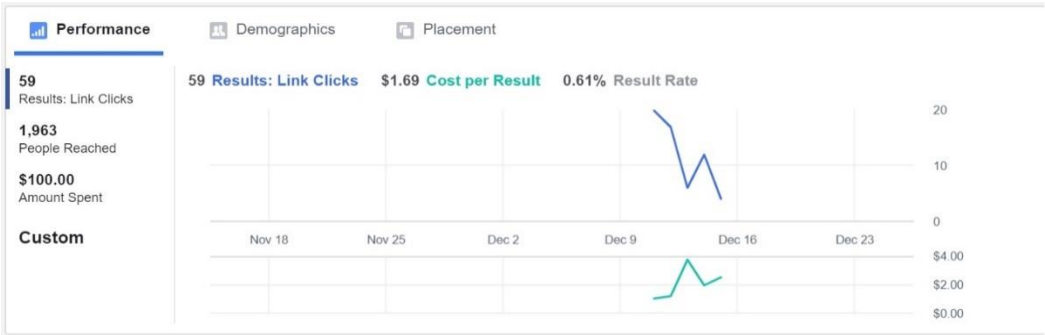 Performance Demographics Placement
59
Results: Link Clicks
1,963
People Reached
$100.00
Amount Spent
Custom
59 Results: Link Clicks $1.69 Cost per Result 0.61% Result Rate
20
10
0
Nov 18 Nov 25 Dec 2 Dec 9 Dec 16 Dec 23
$4.00
$2.00
$0.00